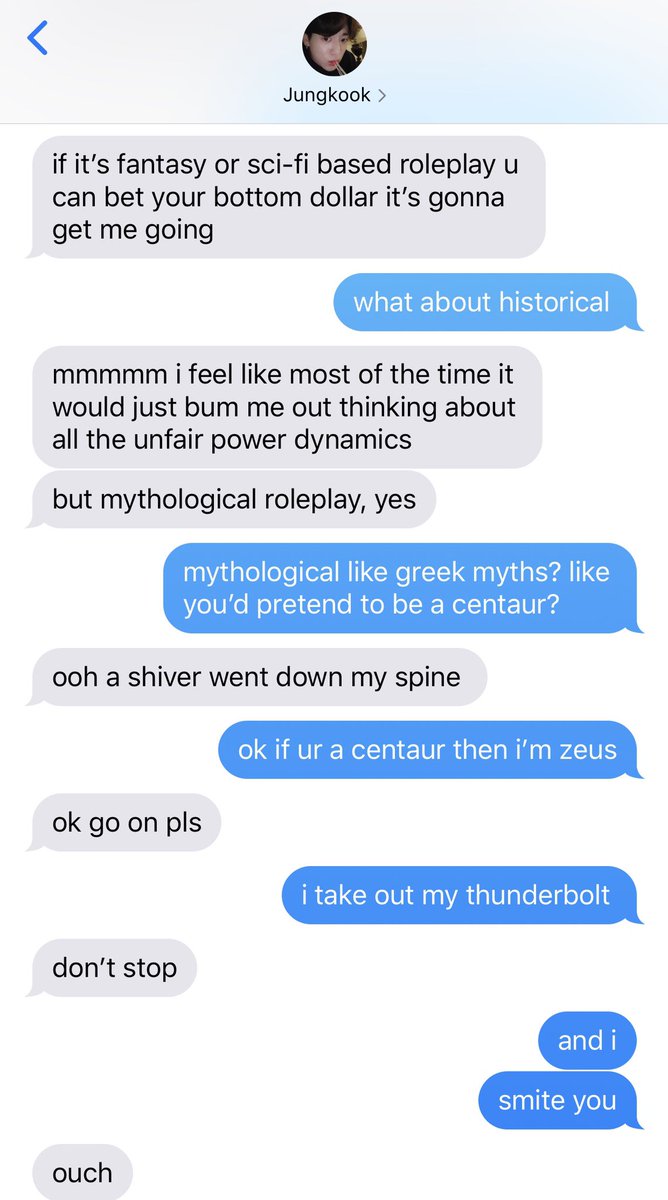 Jungkook
if it’s fantasy or sci-fi based roleplay u
can bet your bottom dollar it’s gonna
get me going
what about historical
mmmmm i feel like most of the time it
would just bum me out thinking about
all the unfair power dynamics
but mythological roleplay, yes
mythological like greek myths? like
you’d pretend to be a centaur?
ooh a shiver went down my spine
ok if ur a centaur then i’m zeus
ok go on pls
i take out my thunderbolt
don’t stop
and i
smite you
ouch